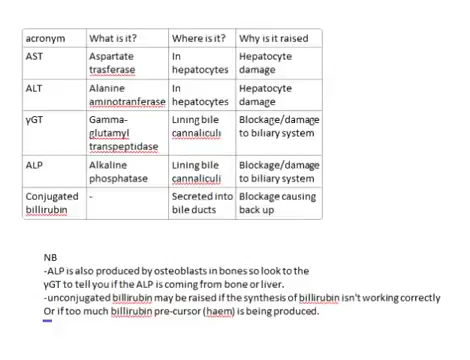 acronym What is it? Where is it? Why is it raised
AST Aspartate trasferase In hepatocytes Hepatocyte damage
ALT Alanine aminotranferase In hepatocytes Hepatocyte damage
yGT Gamma-glutamyl transpeptidase Lining bile cannaliculi Blockage/damage to biliary system
ALP Alkaline phosphatase Lining bile cannaliculi Blockage/damage to biliary system
Conjugated billirubin - Secreted into bile ducts Blockage causing back up
NB
-ALP is also produced by osteoblasts in bones so look to the
yGT to tell you if the ALP is coming from bone or liver.
-unconjugated billirubin may be raised if the synthesis of billirubin isn't working correctly
Or if too much billirubin pre-cursor (haem) is being produced.